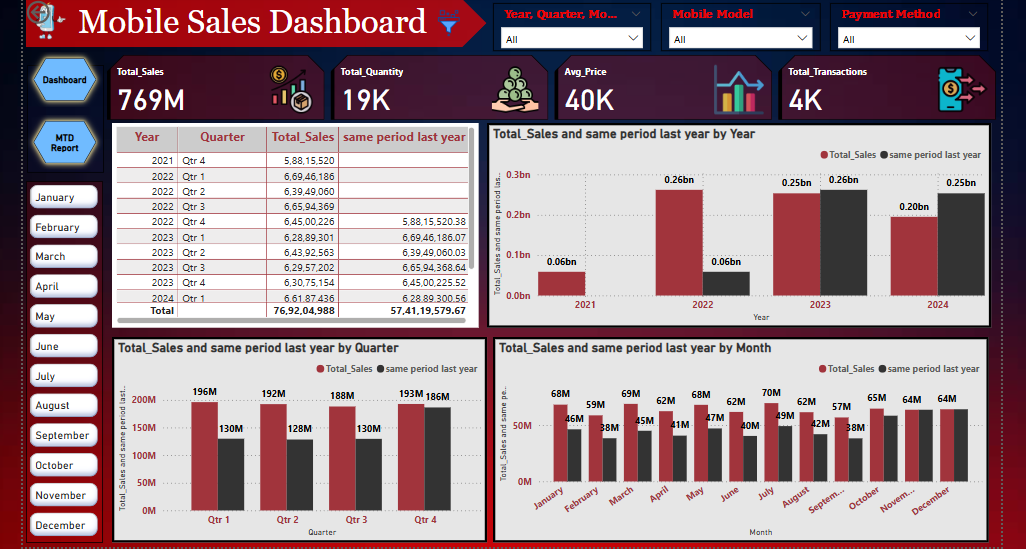 Mobile Sales Dashboard
Year, Quarter, Mo...
All
Mobile Model
All
Payment Method
All
Dashboard
MTD
Report
January
February
March
April
May
June
July
August
September
October
November
December
Total_Sales
769M
Total_Quantity
19K
Avg_Price
40K
Total_Transactions
4K
Year Quarter Total_Sales same period last year
2021 Qtr 4 5,88,15,520
2022 Qtr 1 6,69,46,186
2022 Qtr 2 6,39,49,060
2022 Qtr 3 6,65,94,369
2022 Qtr 4 6,45,00,226 5,88,15,520.38
2023 Qtr 1 6,28,89,301 6,69,46,186.07
2023 Qtr 2 6,43,92,563 6,39,49,060.03
2023 Qtr 3 6,29,57,202 6,65,94,368.64
2023 Qtr 4 6,30,75,154 6,45,00,225.52
2024 Qtr 1 6,61,87,436 6,28,89,300.56
Total 76,92,04,988 57,41,19,579.67
Total_Sales and same period last year by Year
Total_Sales same period last year
Total_Sales and same period las...
0.3bn
0.2bn
0.1bn
0.0bn
0.06bn
0.26bn
0.06bn
0.25bn
0.26bn
0.20bn
0.25bn
2021 2022 2023 2024
Year
Total_Sales and same period last year by Quarter
Total_Sales same period last year
Total_Sales and same period last...
200M
150M
100M
50M
0M
196M 130M 192M 128M 188M 130M 193M 186M
Qtr 1 Qtr 2 Qtr 3 Qtr 4
Quarter
Total_Sales and same period last year by Month
Total_Sales same period last year
Total_Sales and same pe...
50M
0M
68M 46M 59M 38M 69M 45M 62M 41M 68M 47M 62M 40M 70M 49M 62M 42M 57M 38M 65M 64M 64M
January February March April May June July August Septem... October Novem... December
Month